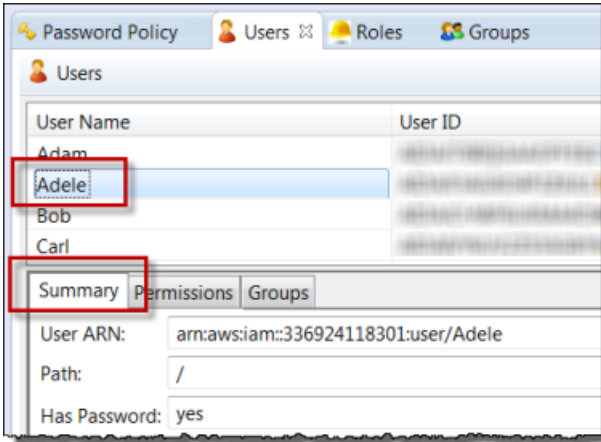 Password Policy Users Roles Groups
Users
User Name User ID
Adam
Adele
Bob
Carl
Summary Permissions Groups
User ARN: arn:aws:iam::336924118301:user/Adele
Path: /
Has Password: yes